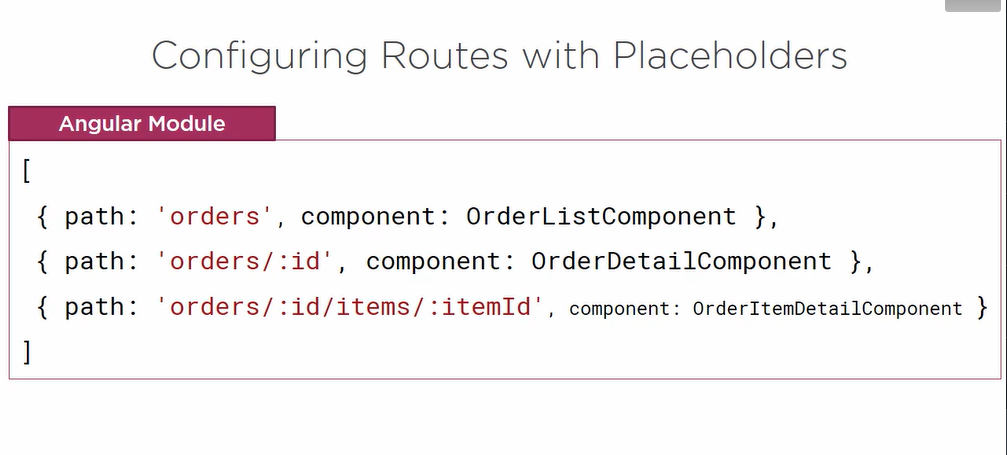 Configuring Routes with Placeholders
Angular Module
[
{ path: 'orders', component: OrderListComponent },
{ path: 'orders/:id', component: OrderDetailComponent },
{ path: 'orders/:id/items/:itemId', component: OrderItemDetailComponent }
]